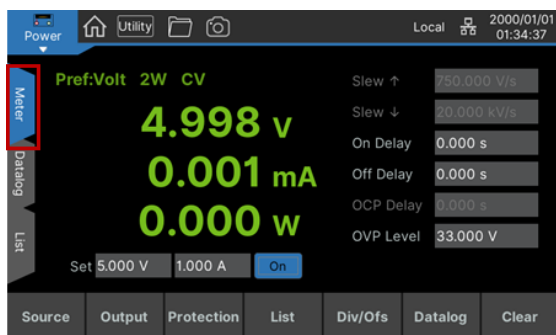 Power
Utility
Local
2000/01/01
01:34:37
Meter
Datalog
List
Pref:Volt 2W CV
4.998 V
0.001 mA
0.000 W
Set 5.000 V 1.000 A On
Slew ↑ 750.000 V/s
Slew ↓ 20.000 kV/s
On Delay 0.000 s
Off Delay 0.000 s
OCP Delay 0.000 s
OVP Level 33.000 V
Source Output Protection List Div/Ofs Datalog Clear